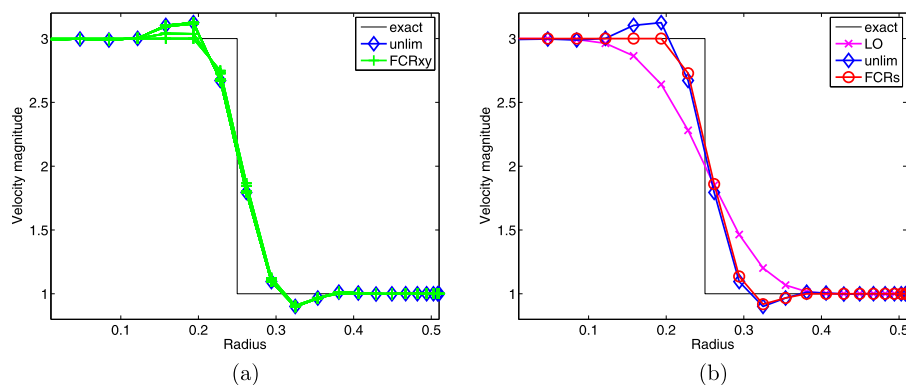 exact
unlim
FCRxy
3
2.5
2
1.5
1
Velocity magnitude
0.1
0.2
0.3
0.4
0.5
Radius
(a)
exact
LO
unlim
FCRs
3
2.5
2
1.5
1
Velocity magnitude
0.1
0.2
0.3
0.4
0.5
Radius
(b)